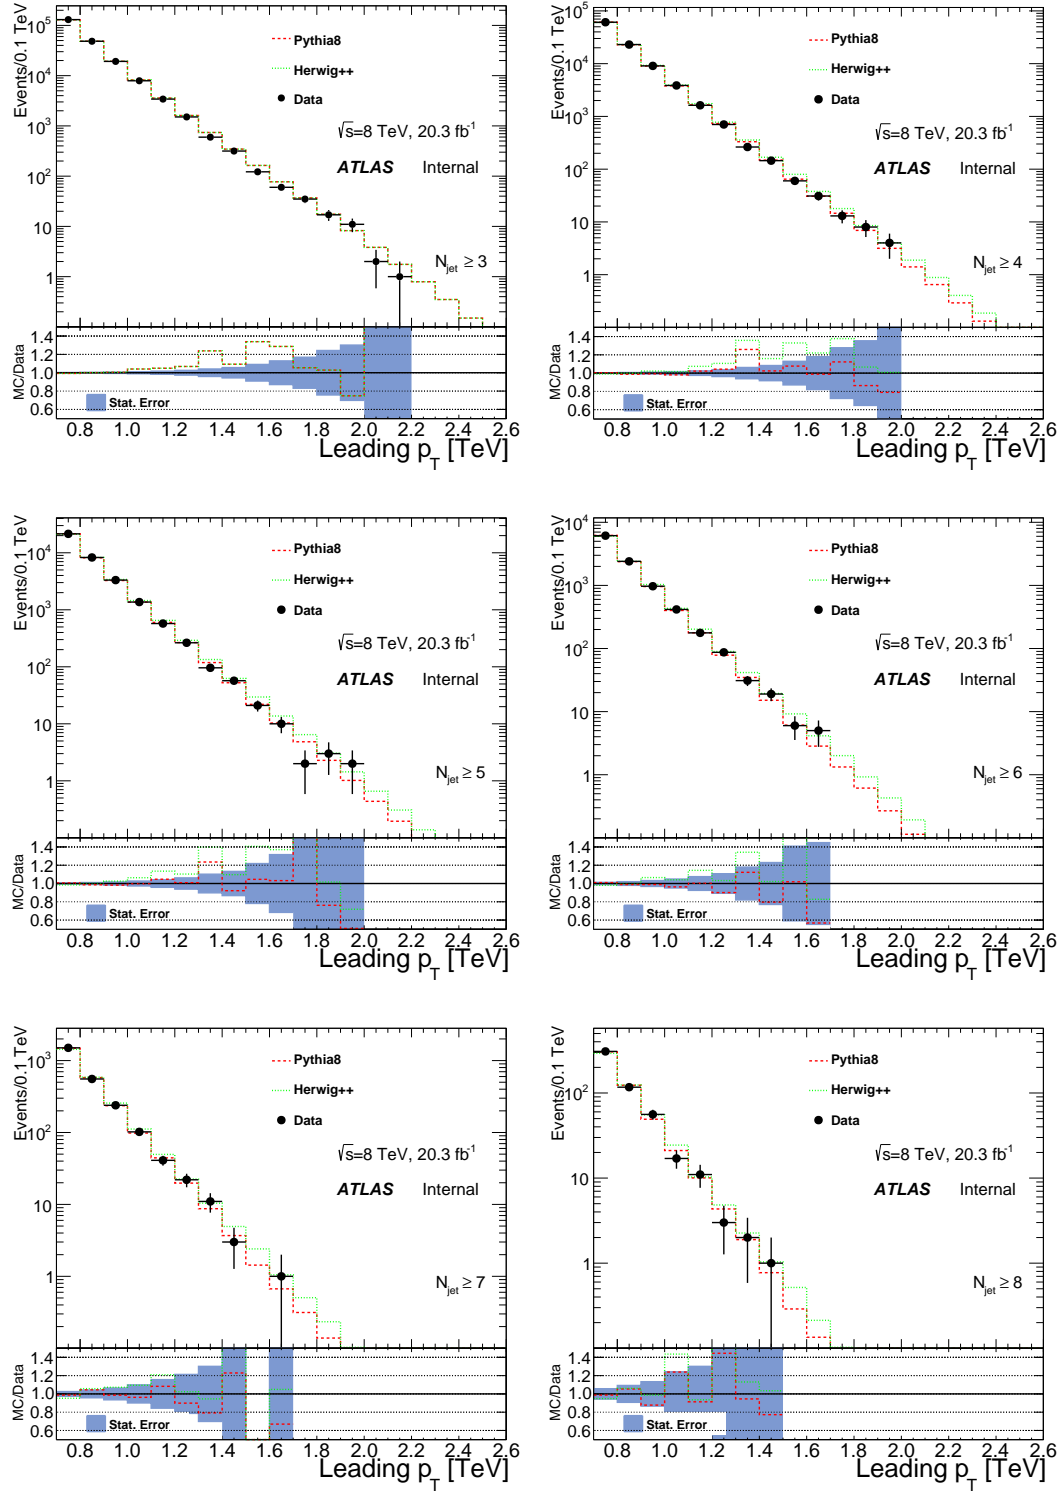 Events/0.1 TeV
10^5
10^4
10^3
10^2
10
1
Pythia8
Herwig++
Data
√s=8 TeV, 20.3 fb^-1
ATLAS Internal
N_jet ≥ 3
MC/Data
1.4
1.2
1.0
0.8
0.6
Stat. Error
0.8 1.0 1.2 1.4 1.6 1.8 2.0 2.2 2.4 2.6
Leading p_T [TeV]
Events/0.1 TeV
10^5
10^4
10^3
10^2
10
1
Pythia8
Herwig++
Data
√s=8 TeV, 20.3 fb^-1
ATLAS Internal
N_jet ≥ 4
MC/Data
1.4
1.2
1.0
0.8
0.6
Stat. Error
0.8 1.0 1.2 1.4 1.6 1.8 2.0 2.2 2.4 2.6
Leading p_T [TeV]
Events/0.1 TeV
10^4
10^3
10^2
10
1
Pythia8
Herwig++
Data
√s=8 TeV, 20.3 fb^-1
ATLAS Internal
N_jet ≥ 5
MC/Data
1.4
1.2
1.0
0.8
0.6
Stat. Error
0.8 1.0 1.2 1.4 1.6 1.8 2.0 2.2 2.4 2.6
Leading p_T [TeV]
Events/0.1 TeV
10^4
10^3
10^2
10
1
Pythia8
Herwig++
Data
√s=8 TeV, 20.3 fb^-1
ATLAS Internal
N_jet ≥ 6
MC/Data
1.4
1.2
1.0
0.8
0.6
Stat. Error
0.8 1.0 1.2 1.4 1.6 1.8 2.0 2.2 2.4 2.6
Leading p_T [TeV]
Events/0.1 TeV
10^3
10^2
10
1
Pythia8
Herwig++
Data
√s=8 TeV, 20.3 fb^-1
ATLAS Internal
N_jet ≥ 7
MC/Data
1.4
1.2
1.0
0.8
0.6
Stat. Error
0.8 1.0 1.2 1.4 1.6 1.8 2.0 2.2 2.4 2.6
Leading p_T [TeV]
Events/0.1 TeV
10^2
10
1
Pythia8
Herwig++
Data
√s=8 TeV, 20.3 fb^-1
ATLAS Internal
N_jet ≥ 8
MC/Data
1.4
1.2
1.0
0.8
0.6
Stat. Error
0.8 1.0 1.2 1.4 1.6 1.8 2.0 2.2 2.4 2.6
Leading p_T [TeV]